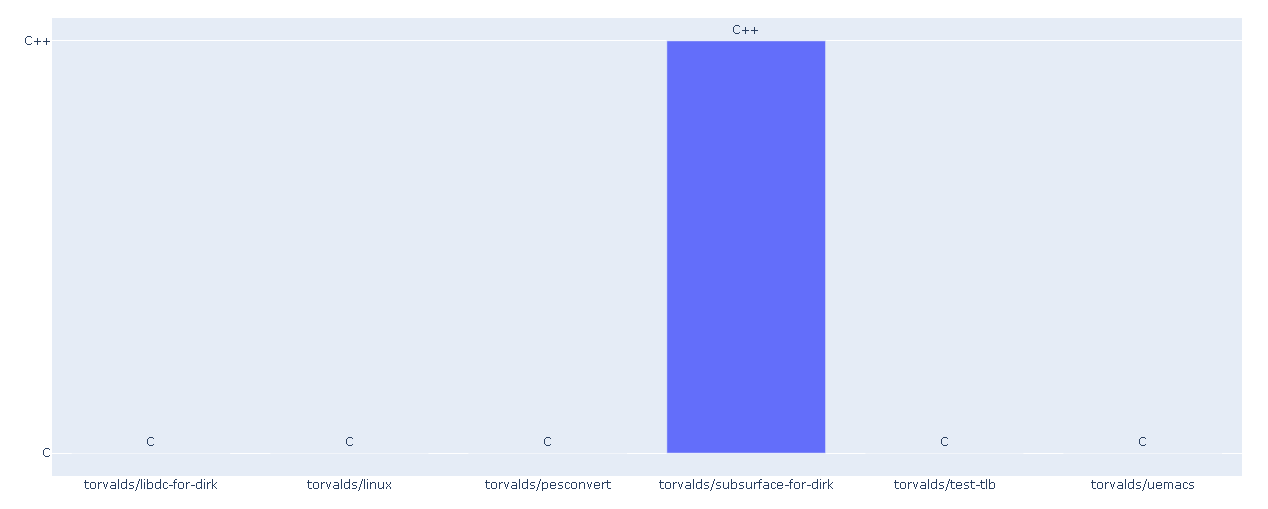 C++
C++
C
C
C
C
C
C
torvalds/libdc-for-dirk
torvalds/linux
torvalds/pesconvert
torvalds/subsurface-for-dirk
torvalds/test-tlb
torvalds/uemacs